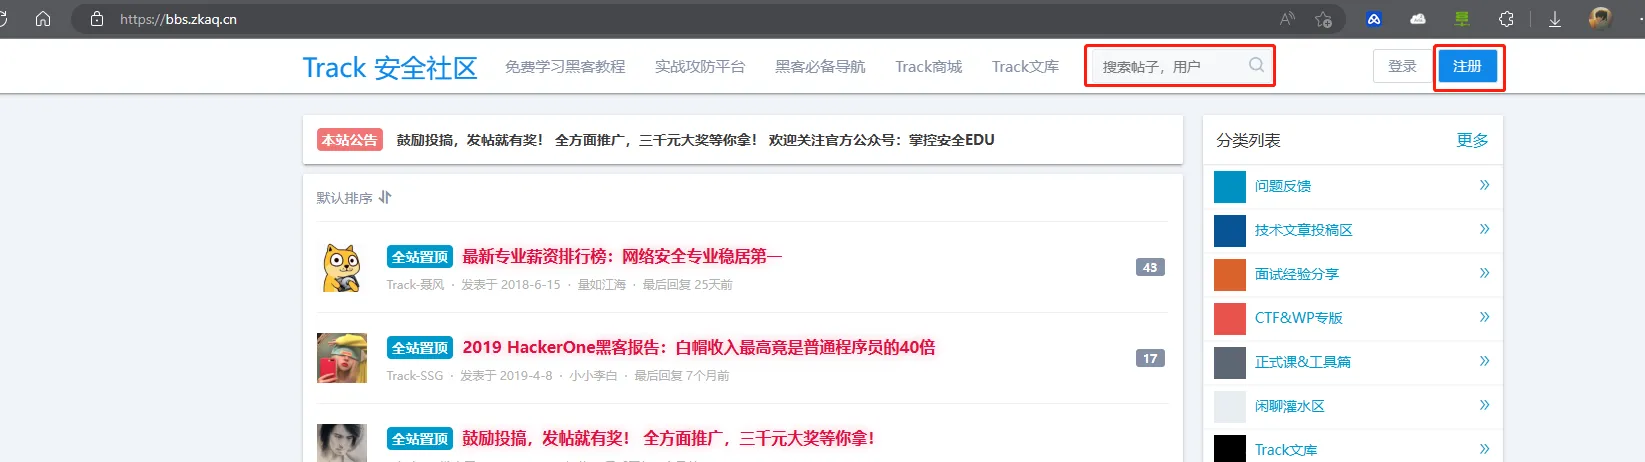 https://bbs.zkaq.cn
Track 安全社区 免费学习黑客教程 实战攻防平台 黑客必备导航 Track商城 Track文库 搜索帖子，用户 登录 注册
本站公告 鼓励投搞，发帖就有奖！ 全方面推广，三千元大奖等你拿！ 欢迎关注官方公众号：掌控安全EDU
默认排序
全站置顶 最新专业薪资排行榜：网络安全专业稳居第一
43
Track-聂风 · 发表于 2018-6-15 · 量如江海 · 最后回复 25天前
全站置顶 2019 HackerOne黑客报告：白帽收入最高竟是普通程序员的40倍
17
Track-SSG · 发表于 2019-4-8 · 小小李白 · 最后回复 7个月前
全站置顶 鼓励投搞，发帖就有奖！ 全方面推广，三千元大奖等你拿！
分类列表 更多
问题反馈
技术文章投稿区
面试经验分享
CTF&WP专版
正式课&工具篇
闲聊灌水区
Track文库